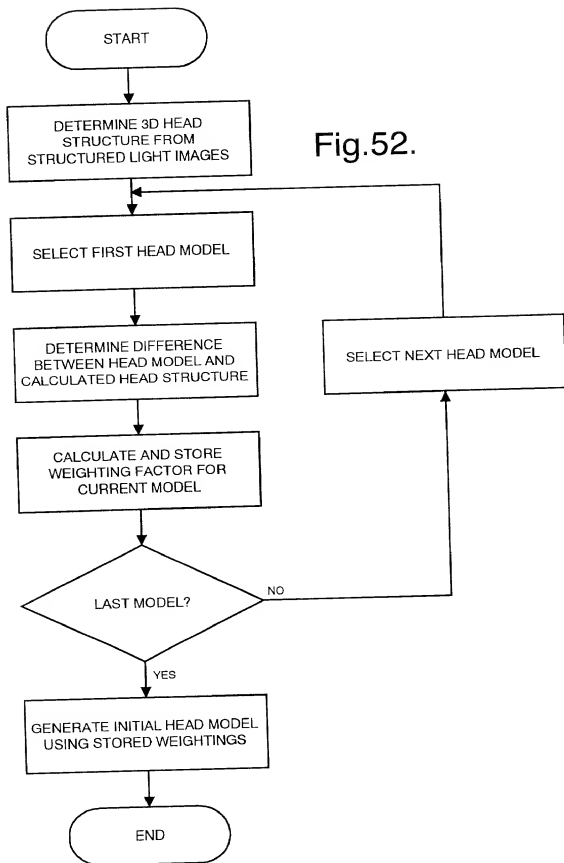 START
DETERMINE 3D HEAD
STRUCTURE FROM
STRUCTURED LIGHT IMAGES
Fig.52.
SELECT FIRST HEAD MODEL
DETERMINE DIFFERENCE
BETWEEN HEAD MODEL AND
CALCULATED HEAD STRUCTURE
SELECT NEXT HEAD MODEL
CALCULATE AND STORE
WEIGHTING FACTOR FOR
CURRENT MODEL
LAST MODEL?
NO
YES
GENERATE INITIAL HEAD MODEL
USING STORED WEIGHTINGS
END